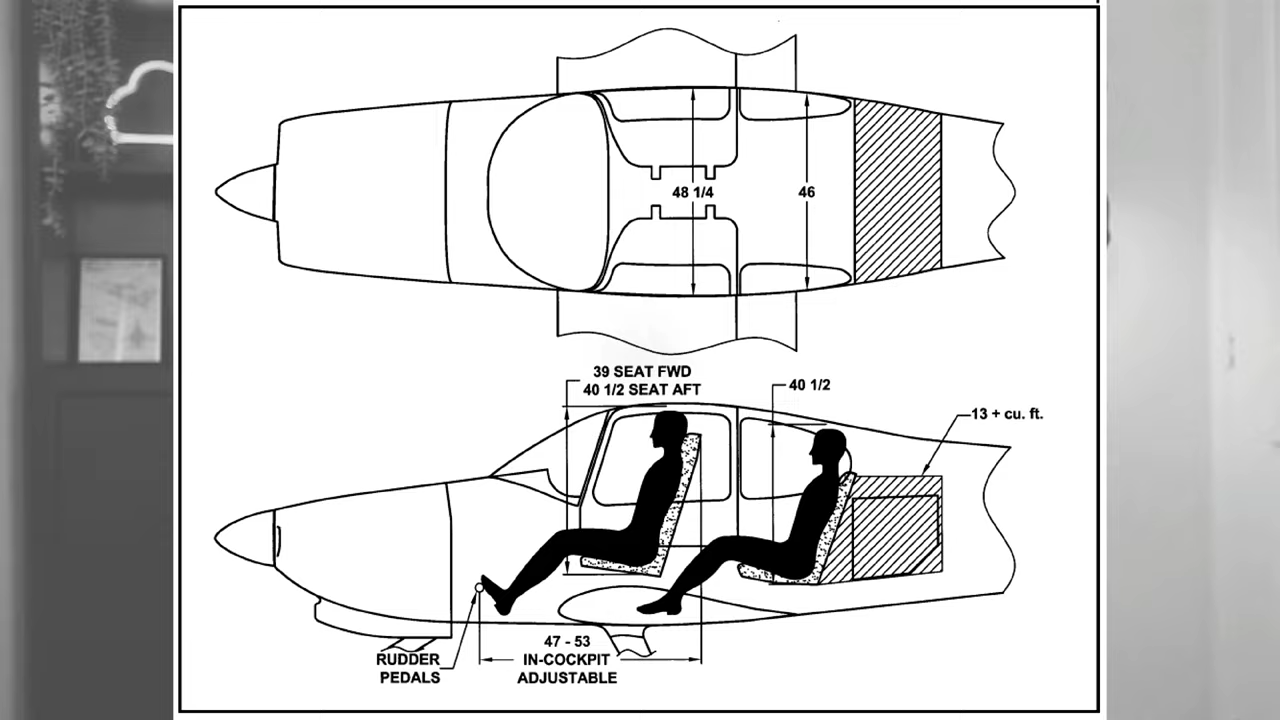 48 1/4
46
39 SEAT FWD
40 1/2 SEAT AFT
40 1/2
13 + cu. ft.
47 - 53
IN-COCKPIT
ADJUSTABLE
RUDDER
PEDALS